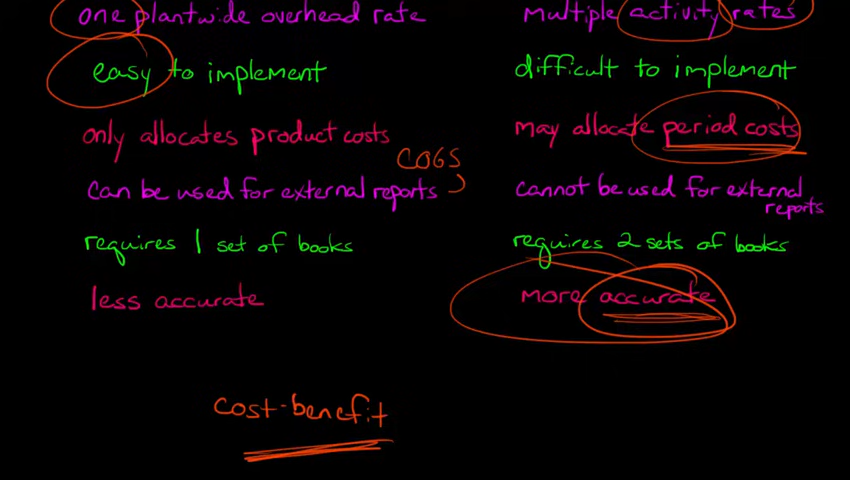 one plantwide overhead rate
multiple activity rates
easy to implement
difficult to implement
only allocates product costs
may allocate period costs
COGS
can be used for external reports
cannot be used for external
reports
requires 1 set of books
requires 2 sets of books
less accurate
more accurate
cost-benefit